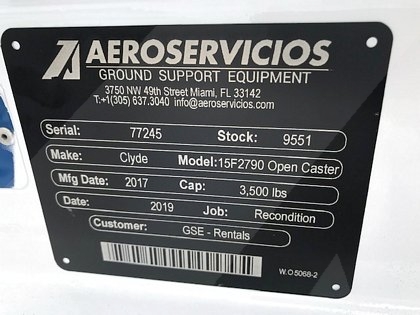 AEROSERVICIOS
GROUND SUPPORT EQUIPMENT
3750 NW 49th Street Miami, FL 33142
T:+1(305) 637.3040 info@aeroservicios.com
Serial: 77245 Stock: 9551
Make: Clyde Model: 15F2790 Open Caster
Mfg Date: 2017 Cap: 3,500 lbs
Date: 2019 Job: Recondition
Customer: GSE - Rentals
W.O 5068-2